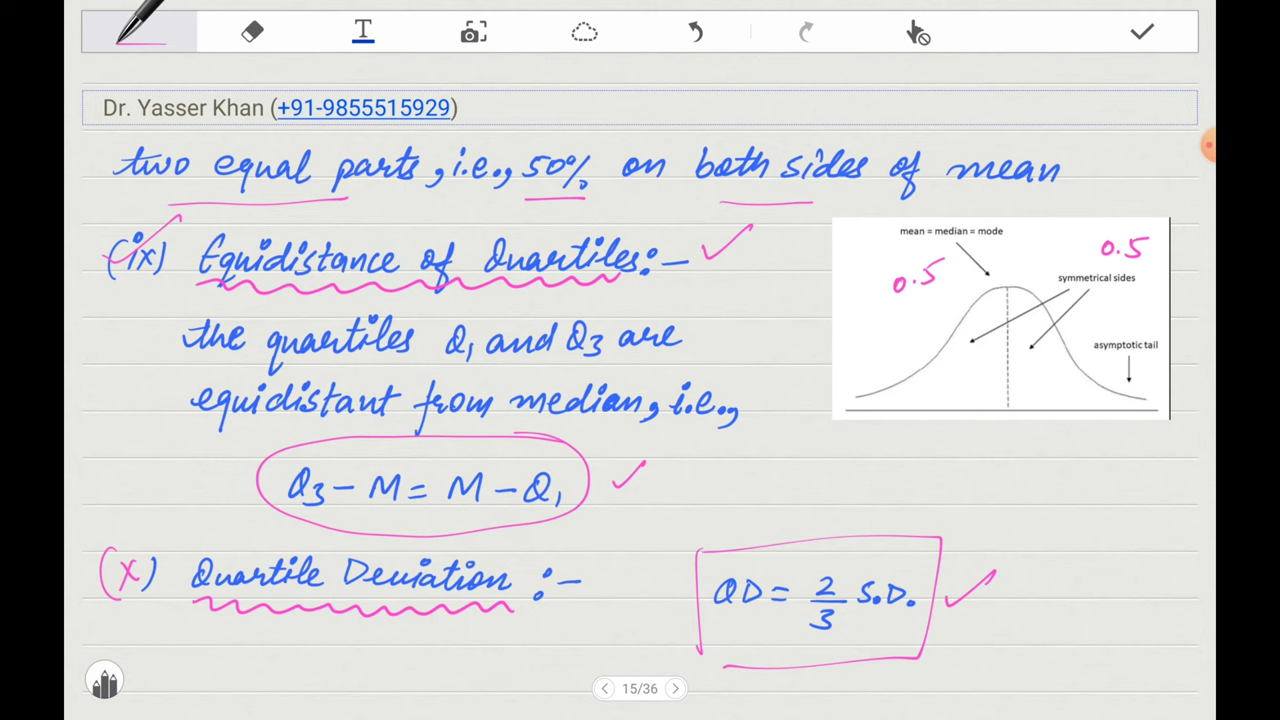 T
Dr. Yasser Khan (+91-9855515929)
two equal parts, i.e., 50% on both sides of mean
(ix) Equidistance of Quartiles:-
the quartiles Q1 and Q3 are
equidistant from median, i.e.,
Q3 - M = M - Q1
mean = median = mode
0.5
0.5
symmetrical sides
asymptotic tail
(x) Quartile Deviation :-
QD = 2/3 S.D.
15/36